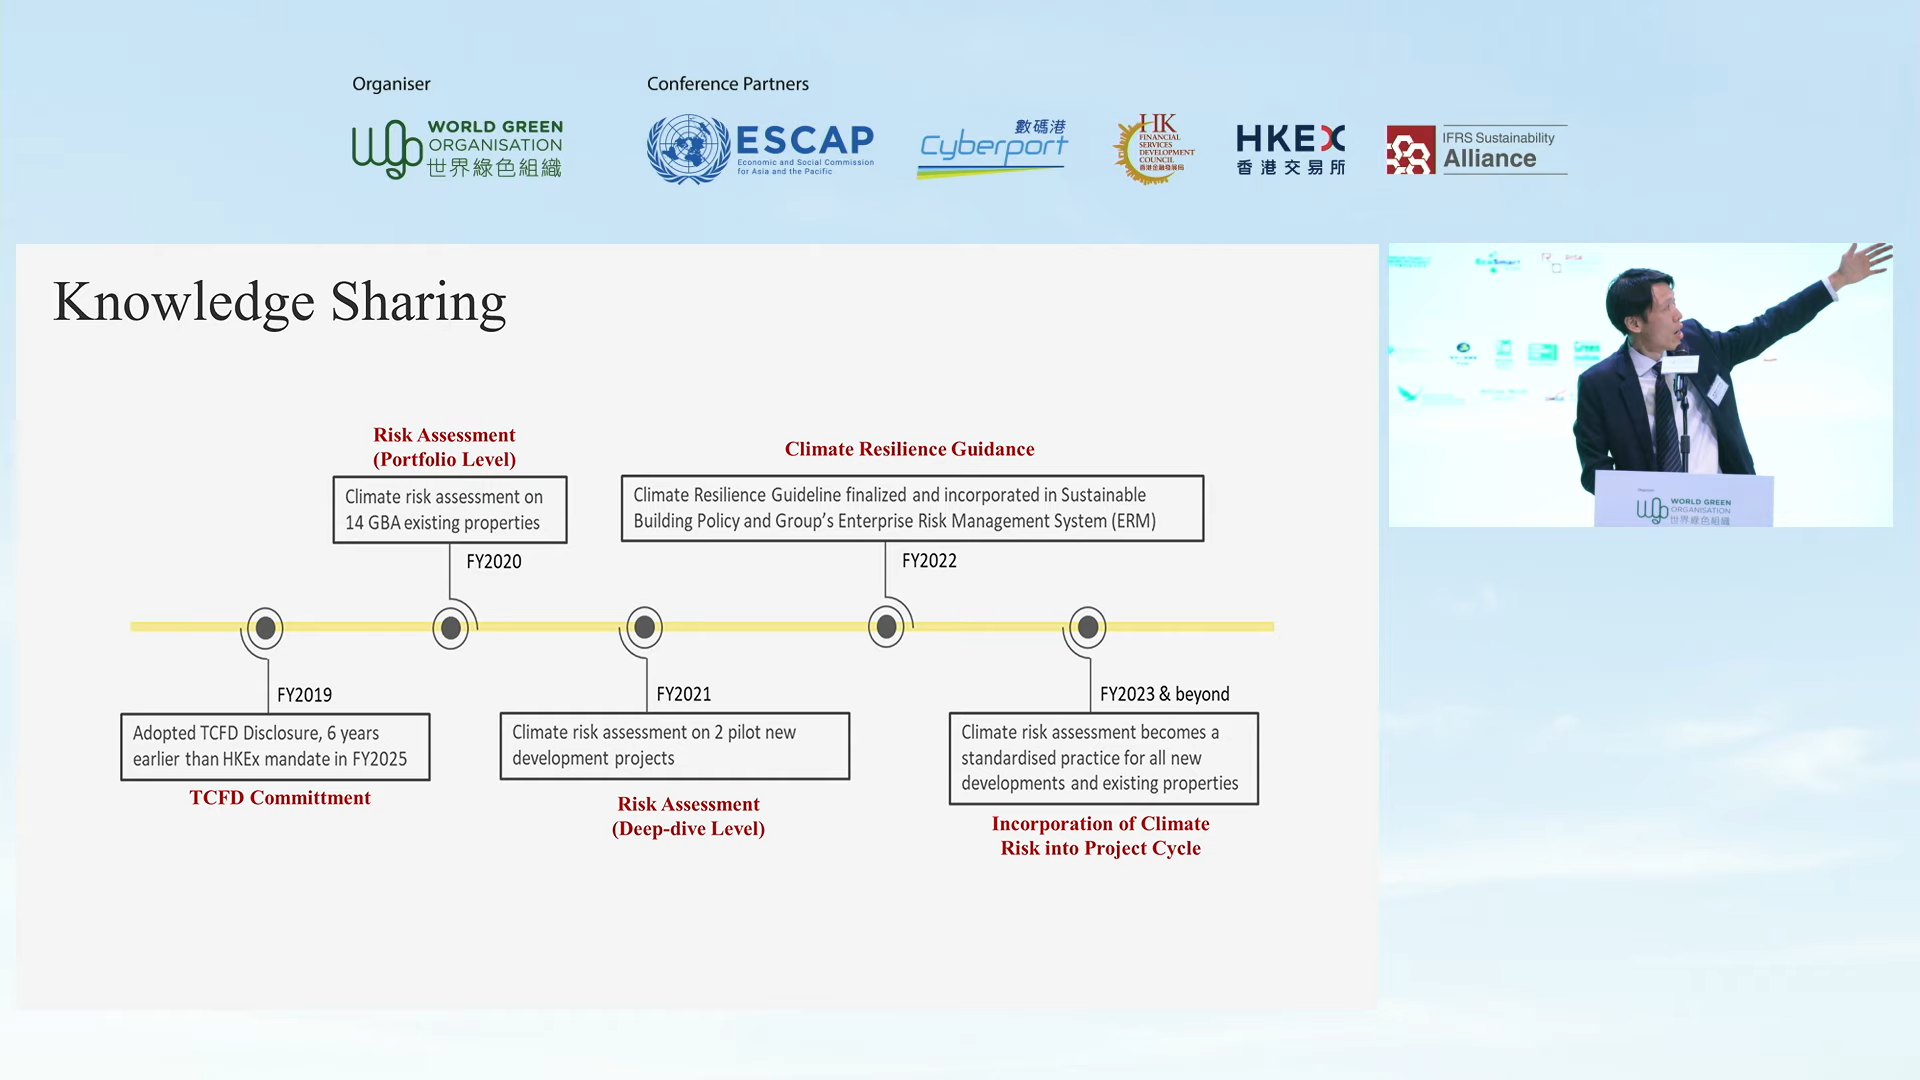 Organiser
Conference Partners
WORLD GREEN
ORGANISATION
世界綠色組織
ESCAP
Economic and Social Commission
for Asia and the Pacific
數碼港
Cyberport
HK
FINANCIAL
SERVICES
DEVELOPMENT
COUNCIL
香港金融發展局
HKEX
香港交易所
IFRS Sustainability
Alliance
Knowledge Sharing
Risk Assessment
(Portfolio Level)
Climate risk assessment on
14 GBA existing properties
FY2020
Climate Resilience Guidance
Climate Resilience Guideline finalized and incorporated in Sustainable
Building Policy and Group's Enterprise Risk Management System (ERM)
FY2022
FY2019
Adopted TCFD Disclosure, 6 years
earlier than HKEx mandate in FY2025
TCFD Committment
FY2021
Climate risk assessment on 2 pilot new
development projects
Risk Assessment
(Deep-dive Level)
FY2023 & beyond
Climate risk assessment becomes a
standardised practice for all new
developments and existing properties
Incorporation of Climate
Risk into Project Cycle
WORLD GREEN
ORGANISATION
世界綠色組織